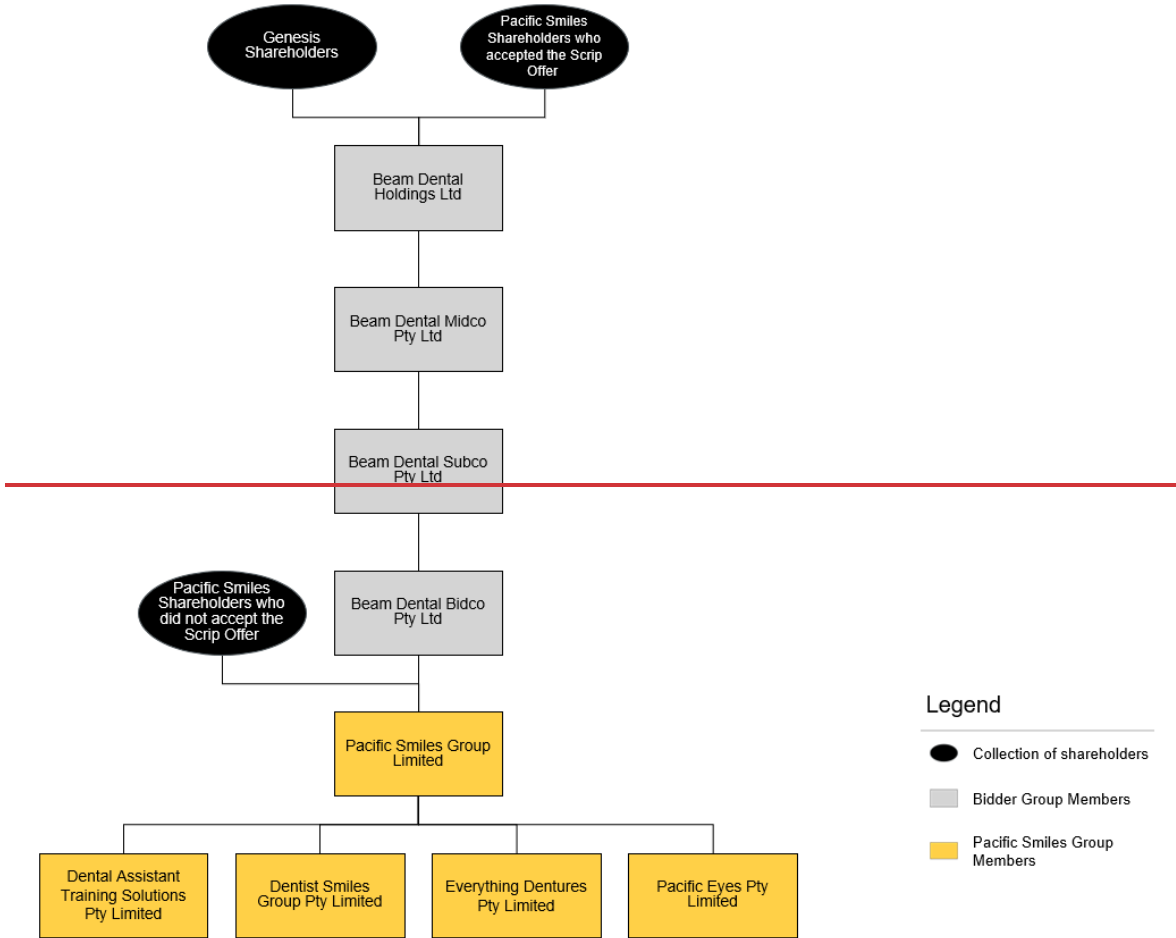 Genesis
Shareholders
Pacific Smiles
Shareholders who
accepted the Scrip
Offer
Beam Dental
Holdings Ltd
Beam Dental Midco
Pty Ltd
Beam Dental Subco
Pty Ltd
Pacific Smiles
Shareholders who
did not accept the
Scrip Offer
Beam Dental Bidco
Pty Ltd
Pacific Smiles Group
Limited
Dental Assistant
Training Solutions
Pty Limited
Dentist Smiles
Group Pty Limited
Everything Dentures
Pty Limited
Pacific Eyes Pty
Limited
Legend
Collection of shareholders
Bidder Group Members
Pacific Smiles Group
Members